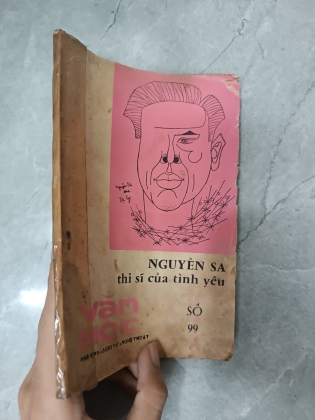 NGUYÊN SA
thi sĩ của tình yêu
văn
học
SỐ
99